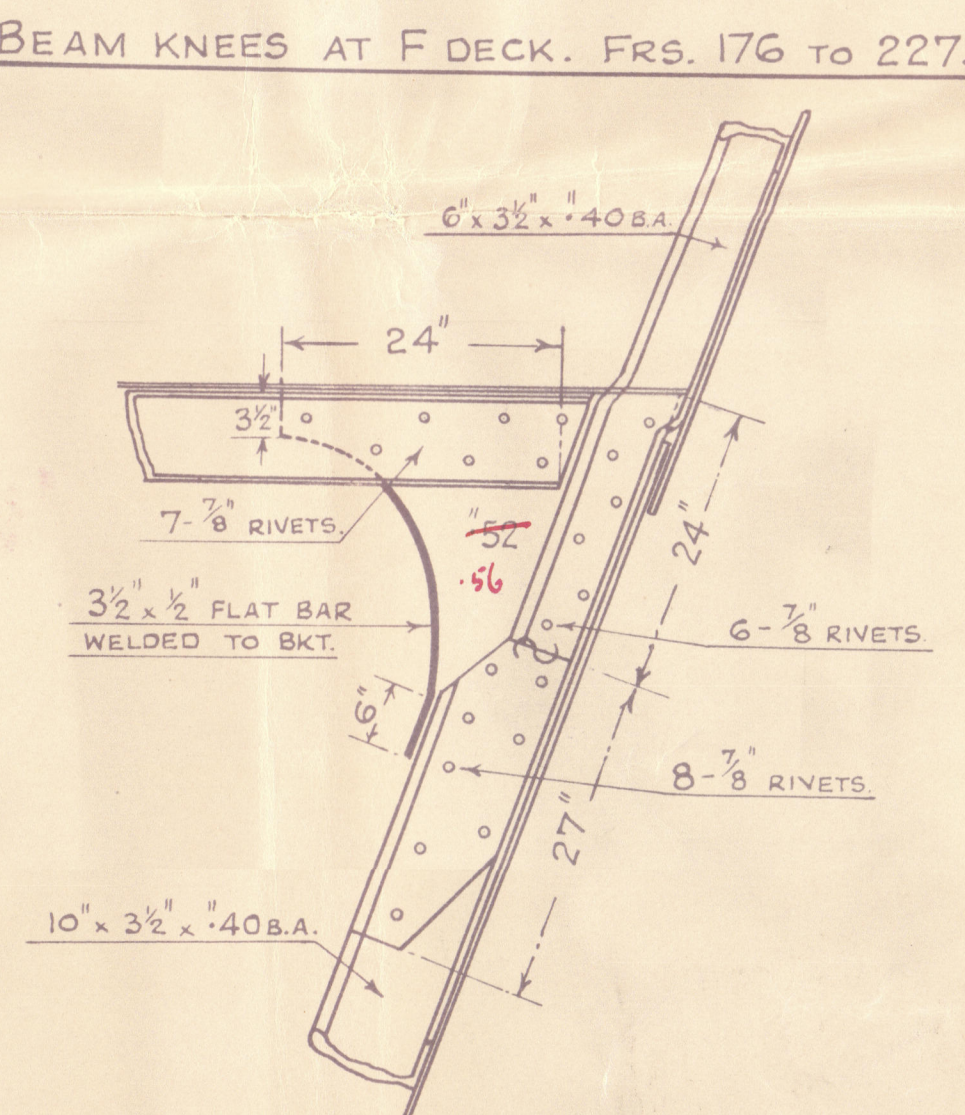 BEAM KNEES AT F DECK. FRS. 176 TO 227.
6" x 3½" x ".40 B.A.
24"
3½"
7-⅞" RIVETS.
"52
.56
24"
3½" x ½" FLAT BAR
WELDED TO BKT.
6-⅞" RIVETS.
6"
8-⅞" RIVETS.
27"
10" x 3½" x ".40 B.A.